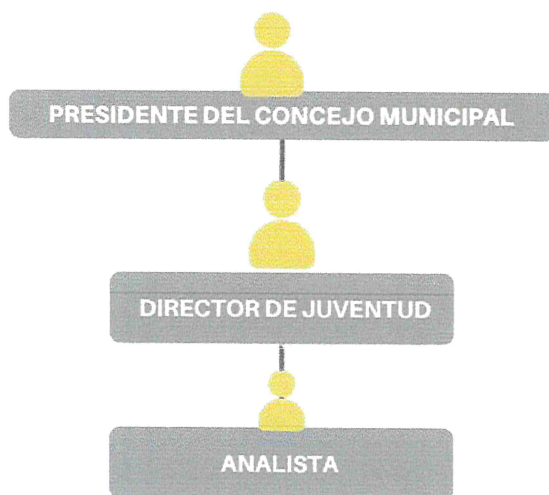 PRESIDENTE DEL CONCEJO MUNICIPAL
DIRECTOR DE JUVENTUD
ANALISTA